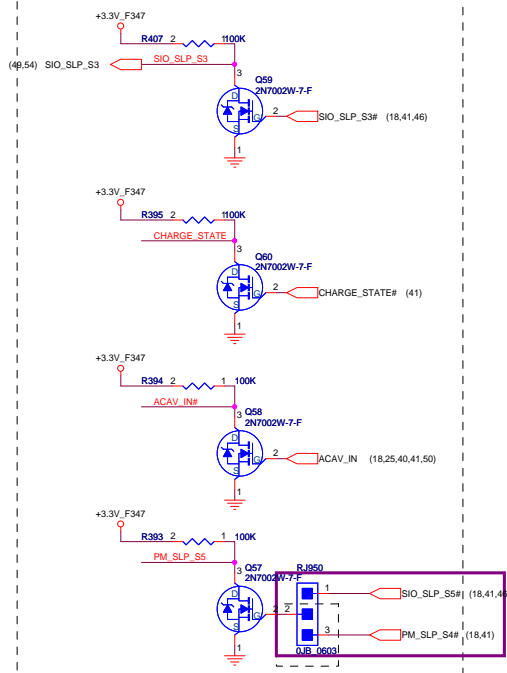 +3.3V_F347
R407 2 1 100K
(49,54) SIO_SLP_S3 SIO_SLP_S3
3
Q59
2N7002W-7-F
D
G
S
2 SIO_SLP_S3# (18,41,46)
1
+3.3V_F347
R395 2 1 100K
CHARGE_STATE
3
Q60
2N7002W-7-F
D
G
S
2 CHARGE_STATE# (41)
1
+3.3V_F347
R394 2 1 100K
ACAV_IN#
3
Q58
2N7002W-7-F
D
G
S
2 ACAV_IN (18,25,40,41,50)
1
+3.3V_F347
R393 2 1 100K
PM_SLP_S5
3
Q57
2N7002W-7-F
RJ950
D
G
S
1 SIO_SLP_S5# (18,41,46
2 2
3 PM_SLP_S4# (18,41)
0JB_0603
1